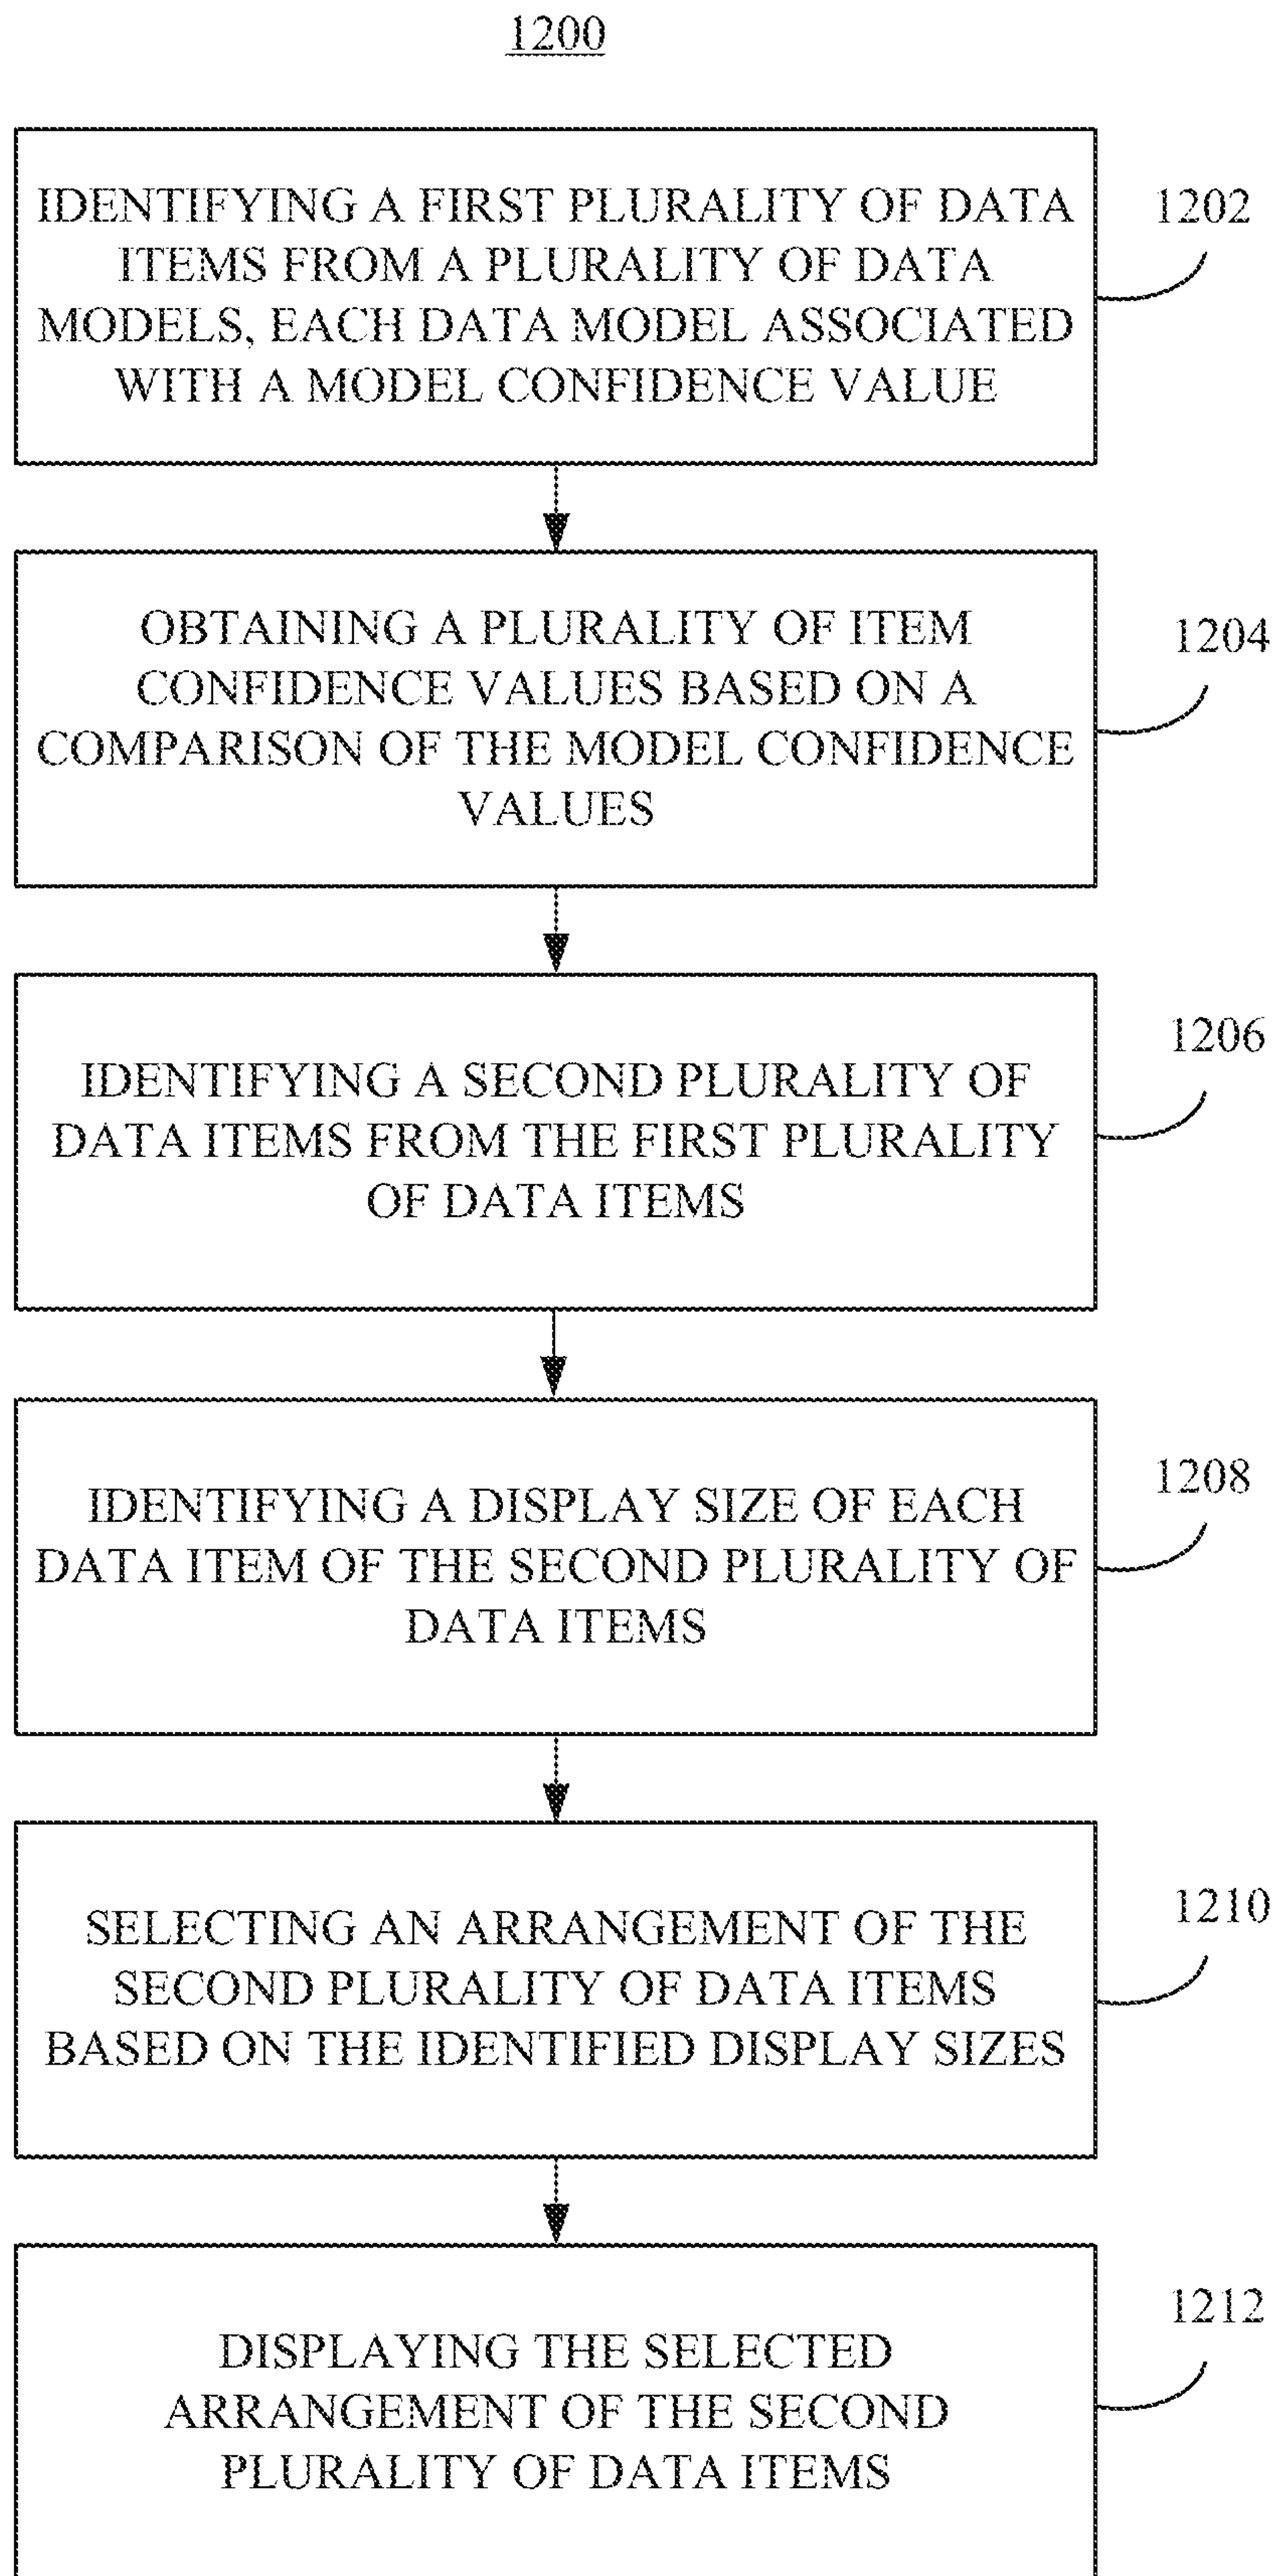 1200
IDENTIFYING A FIRST PLURALITY OF DATA
ITEMS FROM A PLURALITY OF DATA
MODELS, EACH DATA MODEL ASSOCIATED
WITH A MODEL CONFIDENCE VALUE
1202
OBTAINING A PLURALITY OF ITEM
CONFIDENCE VALUES BASED ON A
COMPARISON OF THE MODEL CONFIDENCE
VALUES
1204
IDENTIFYING A SECOND PLURALITY OF
DATA ITEMS FROM THE FIRST PLURALITY
OF DATA ITEMS
1206
IDENTIFYING A DISPLAY SIZE OF EACH
DATA ITEM OF THE SECOND PLURALITY OF
DATA ITEMS
1208
SELECTING AN ARRANGEMENT OF THE
SECOND PLURALITY OF DATA ITEMS
BASED ON THE IDENTIFIED DISPLAY SIZES
1210
DISPLAYING THE SELECTED
ARRANGEMENT OF THE SECOND
PLURALITY OF DATA ITEMS
1212